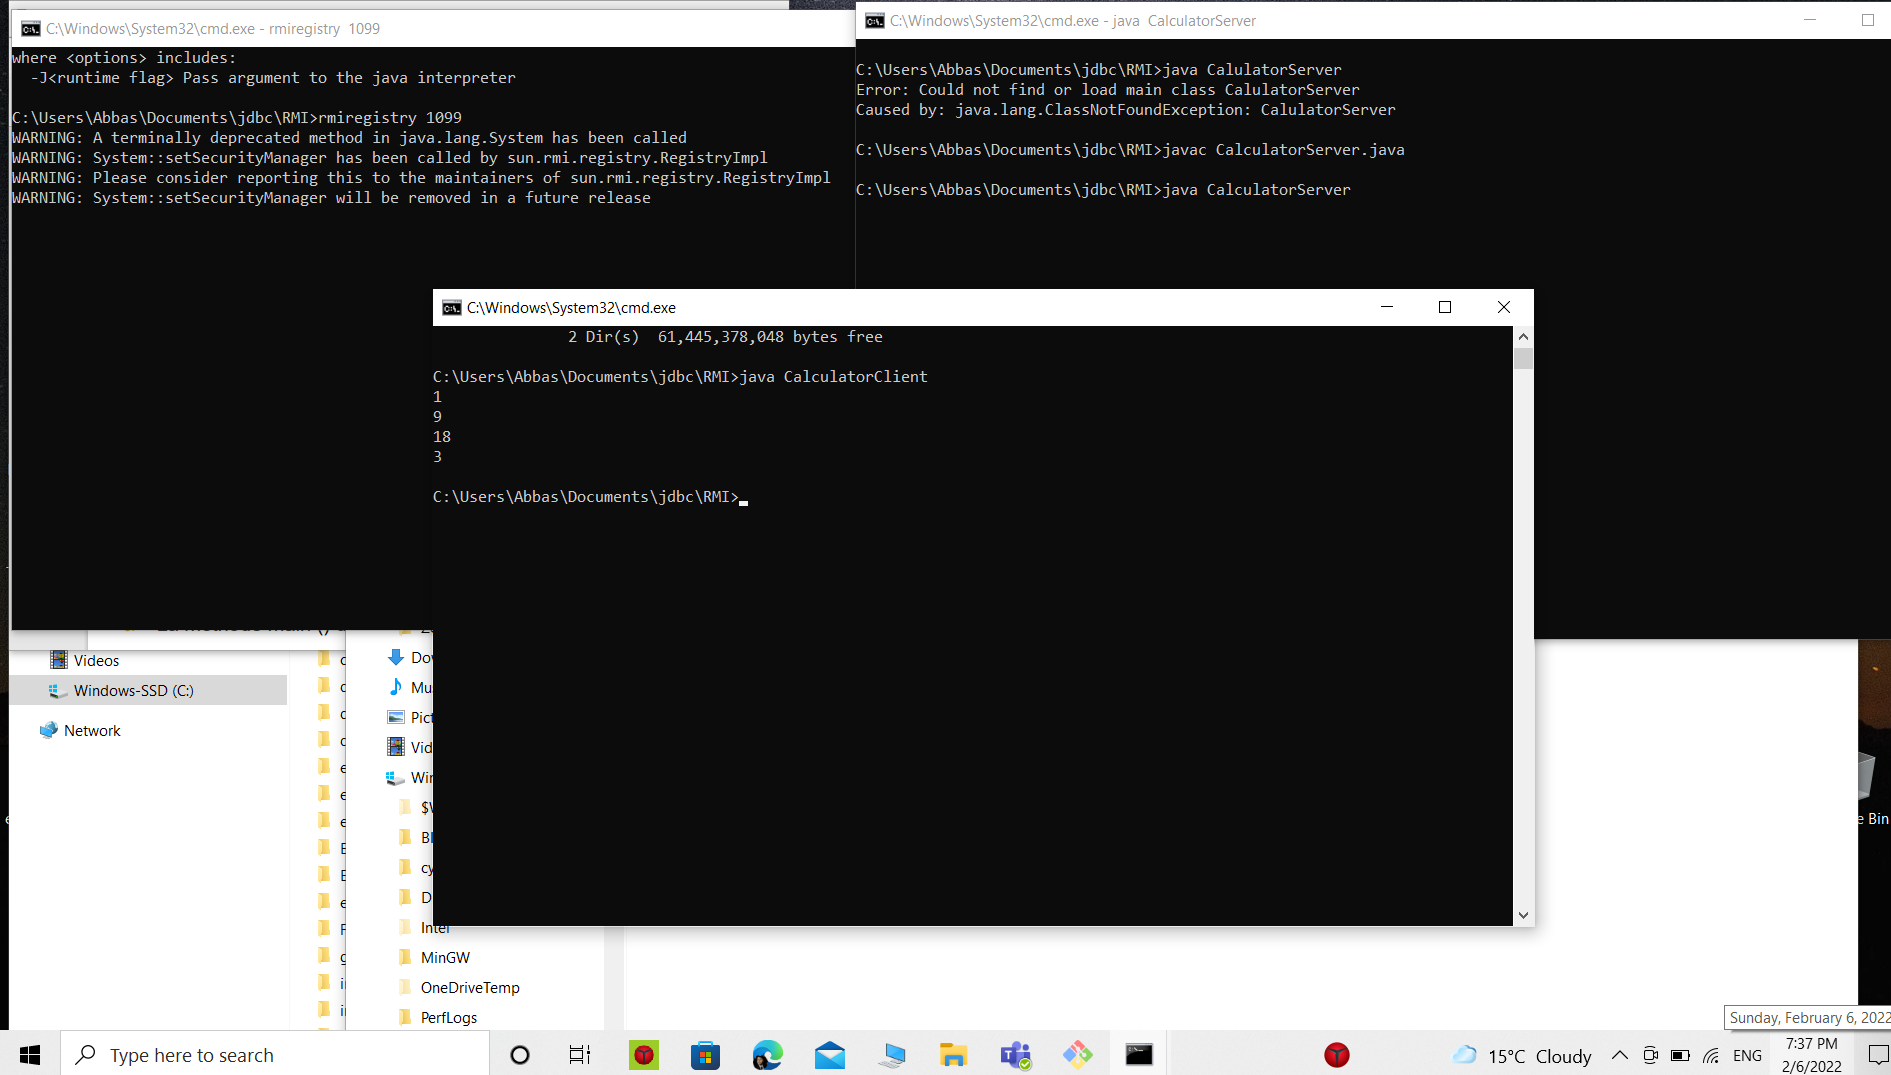 C:\Windows\System32\cmd.exe - rmiregistry  1099
where <options> includes:
  -J<runtime flag> Pass argument to the java interpreter
C:\Users\Abbas\Documents\jdbc\RMI>rmiregistry 1099
WARNING: A terminally deprecated method in java.lang.System has been called
WARNING: System::setSecurityManager has been called by sun.rmi.registry.RegistryImpl
WARNING: Please consider reporting this to the maintainers of sun.rmi.registry.RegistryImpl
WARNING: System::setSecurityManager will be removed in a future release
C:\Windows\System32\cmd.exe - java  CalculatorServer
C:\Users\Abbas\Documents\jdbc\RMI>java CalulatorServer
Error: Could not find or load main class CalulatorServer
Caused by: java.lang.ClassNotFoundException: CalulatorServer
C:\Users\Abbas\Documents\jdbc\RMI>javac CalculatorServer.java
C:\Users\Abbas\Documents\jdbc\RMI>java CalculatorServer
C:\Windows\System32\cmd.exe
2 Dir(s)  61,445,378,048 bytes free
C:\Users\Abbas\Documents\jdbc\RMI>java CalculatorClient
1
9
18
3
C:\Users\Abbas\Documents\jdbc\RMI>
Videos
Windows-SSD (C:)
Network
Intel
MinGW
OneDriveTemp
PerfLogs
e Bin
Sunday, February 6, 2022
Type here to search
15°C  Cloudy
ENG
7:37 PM
2/6/2022